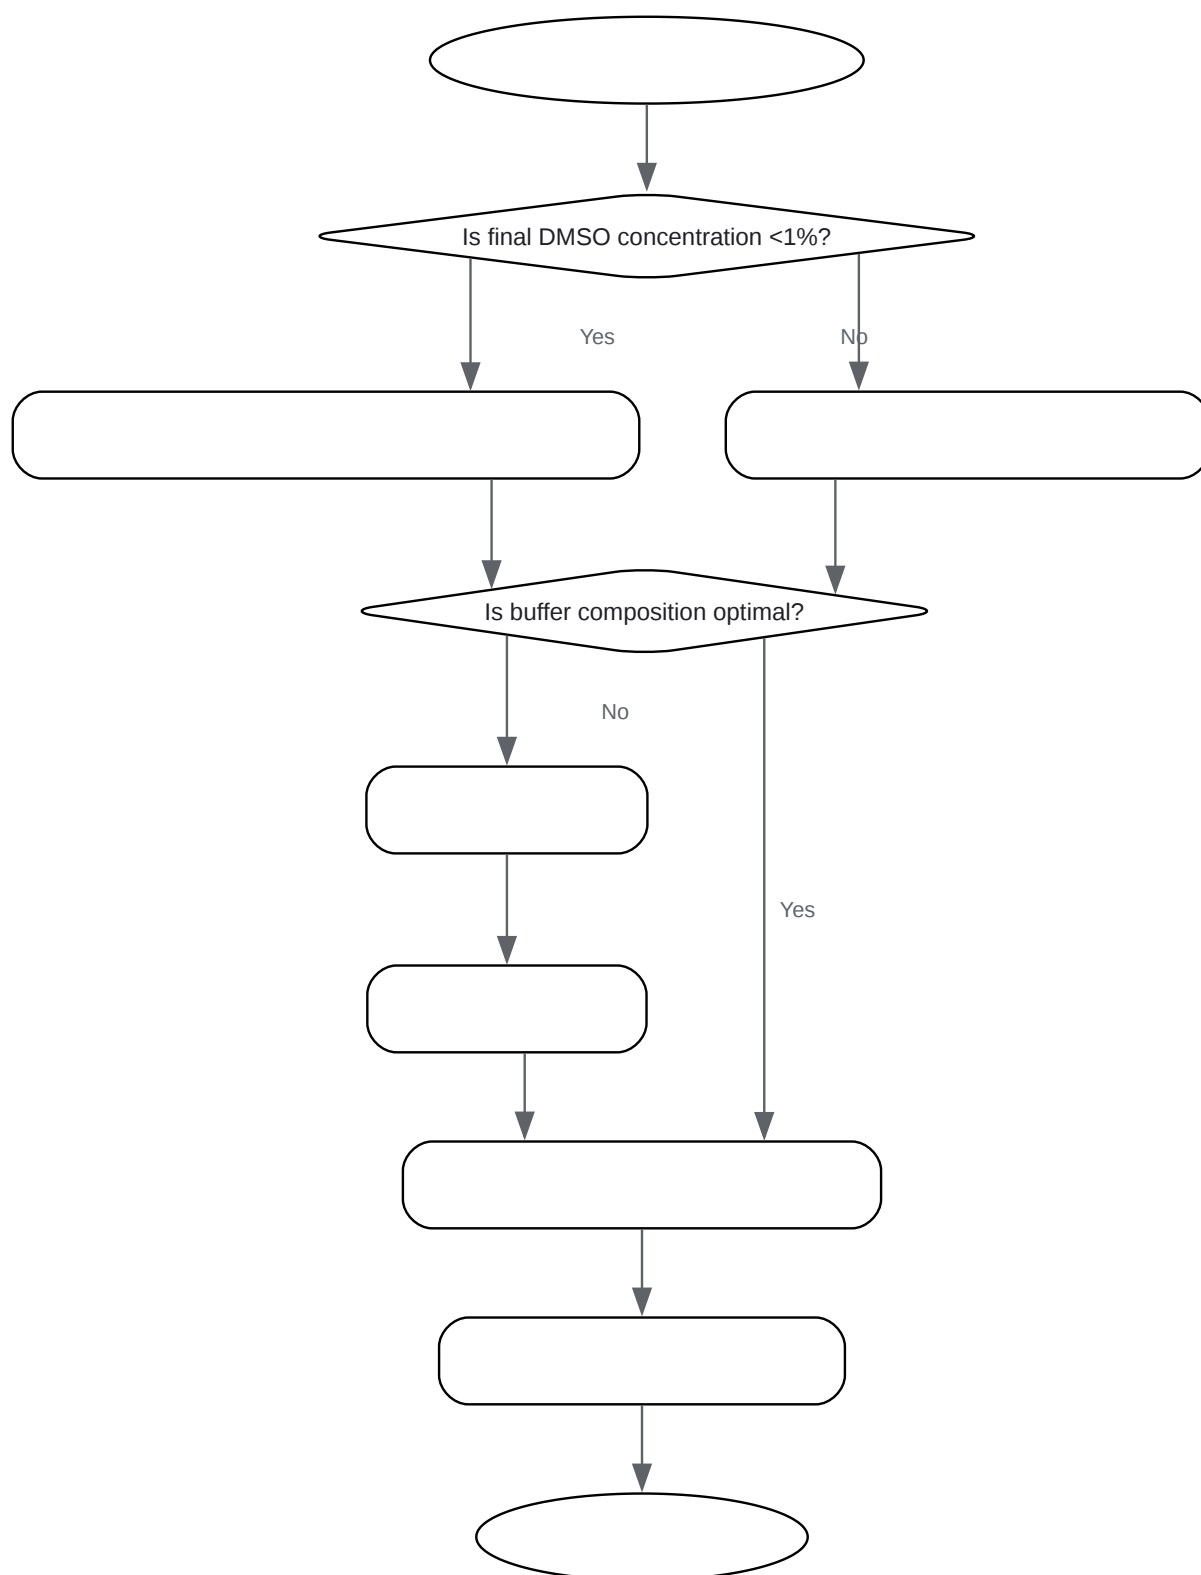 Is final DMSO concentration <1%?
Yes
No
Is buffer composition optimal?
No
Yes